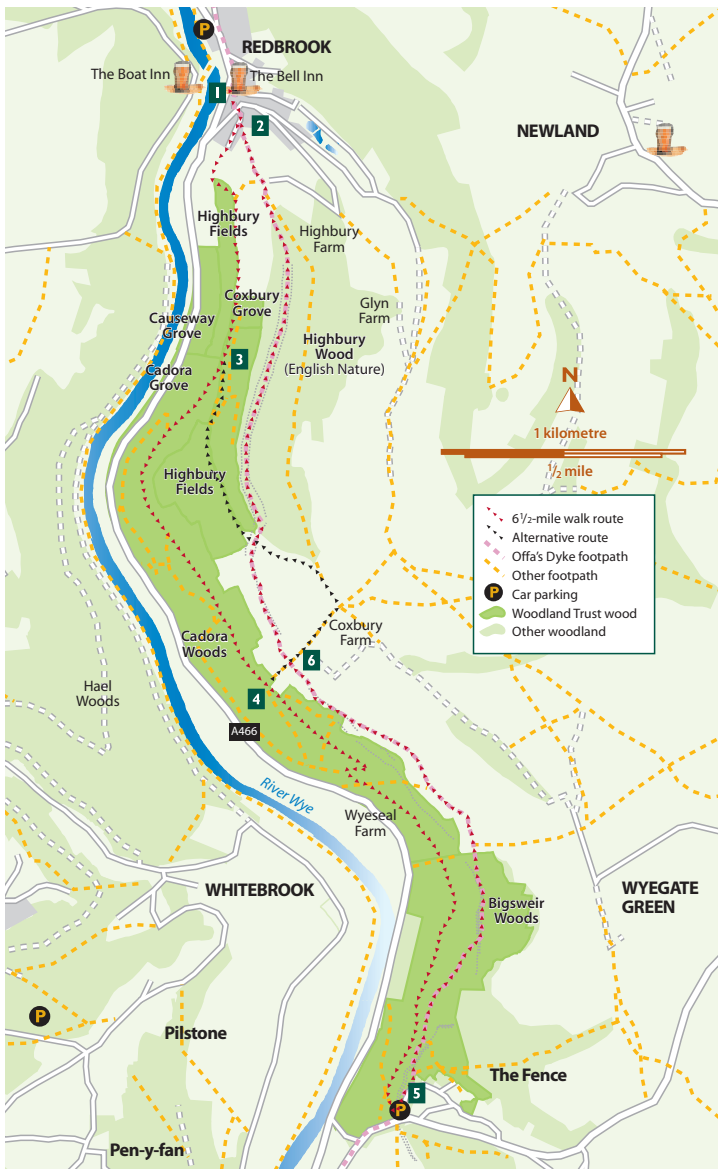 P
REDBROOK
The Boat Inn
The Bell Inn
1
2
NEWLAND
Highbury
Fields
Highbury
Farm
Coxbury
Grove
Glyn
Farm
Causeway
Grove
Highbury
Wood
(English Nature)
3
Cadora
Grove
N
1 kilometre
1/2 mile
Highbury
Fields
6 1/2-mile walk route
Alternative route
Offa's Dyke footpath
Other footpath
P Car parking
Woodland Trust wood
Other woodland
Coxbury
Farm
Cadora
Woods
6
Hael
Woods
4
A466
River Wye
Wyeseal
Farm
WHITEBROOK
WYEGATE
GREEN
Bigsweir
Woods
P
Pilstone
The Fence
5
P
Pen-y-fan